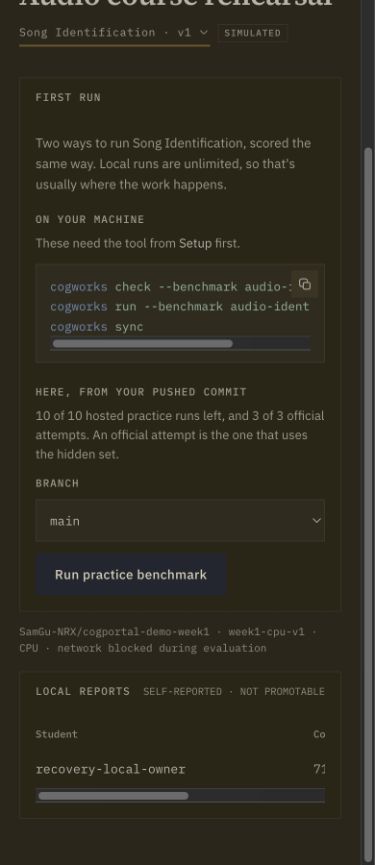 Audio course rehearsal
Song Identification · v1
SIMULATED
FIRST RUN
Two ways to run Song Identification, scored the
same way. Local runs are unlimited, so that's
usually where the work happens.
ON YOUR MACHINE
These need the tool from Setup first.
cogworks check --benchmark audio-
cogworks run --benchmark audio-ident
cogworks sync
HERE, FROM YOUR PUSHED COMMIT
10 of 10 hosted practice runs left, and 3 of 3 official
attempts. An official attempt is the one that uses
the hidden set.
BRANCH
main
Run practice benchmark
SamGu-NRX/cogportal-demo-week1 · week1-cpu-v1 ·
CPU · network blocked during evaluation
LOCAL REPORTS SELF-REPORTED · NOT PROMOTABLE
Student Co
recovery-local-owner 71